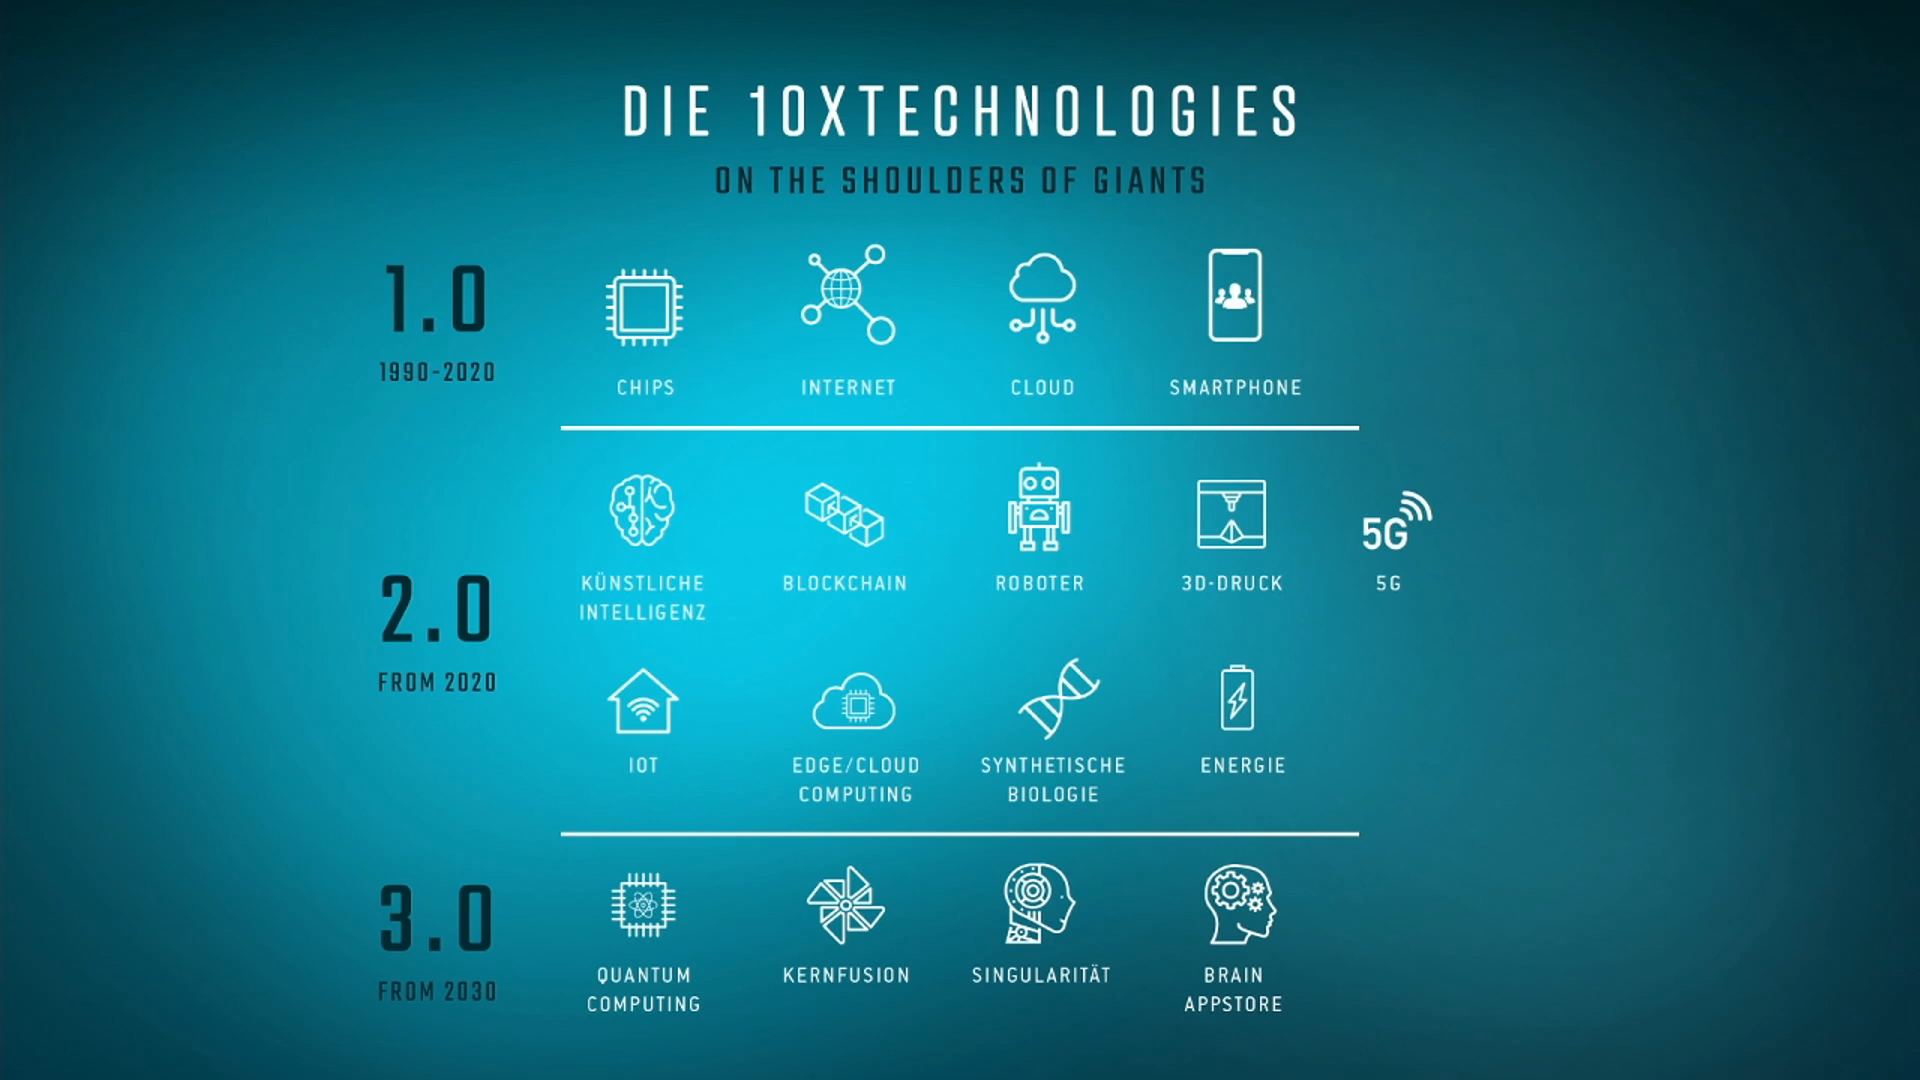 DIE 10XTECHNOLOGIES
ON THE SHOULDERS OF GIANTS
1.0
1990-2020
CHIPS
INTERNET
CLOUD
SMARTPHONE
2.0
FROM 2020
KÜNSTLICHE
INTELLIGENZ
BLOCKCHAIN
ROBOTER
3D-DRUCK
5G
5G
IOT
EDGE/CLOUD
COMPUTING
SYNTHETISCHE
BIOLOGIE
ENERGIE
3.0
FROM 2030
QUANTUM
COMPUTING
KERNFUSION
SINGULARITÄT
BRAIN
APPSTORE